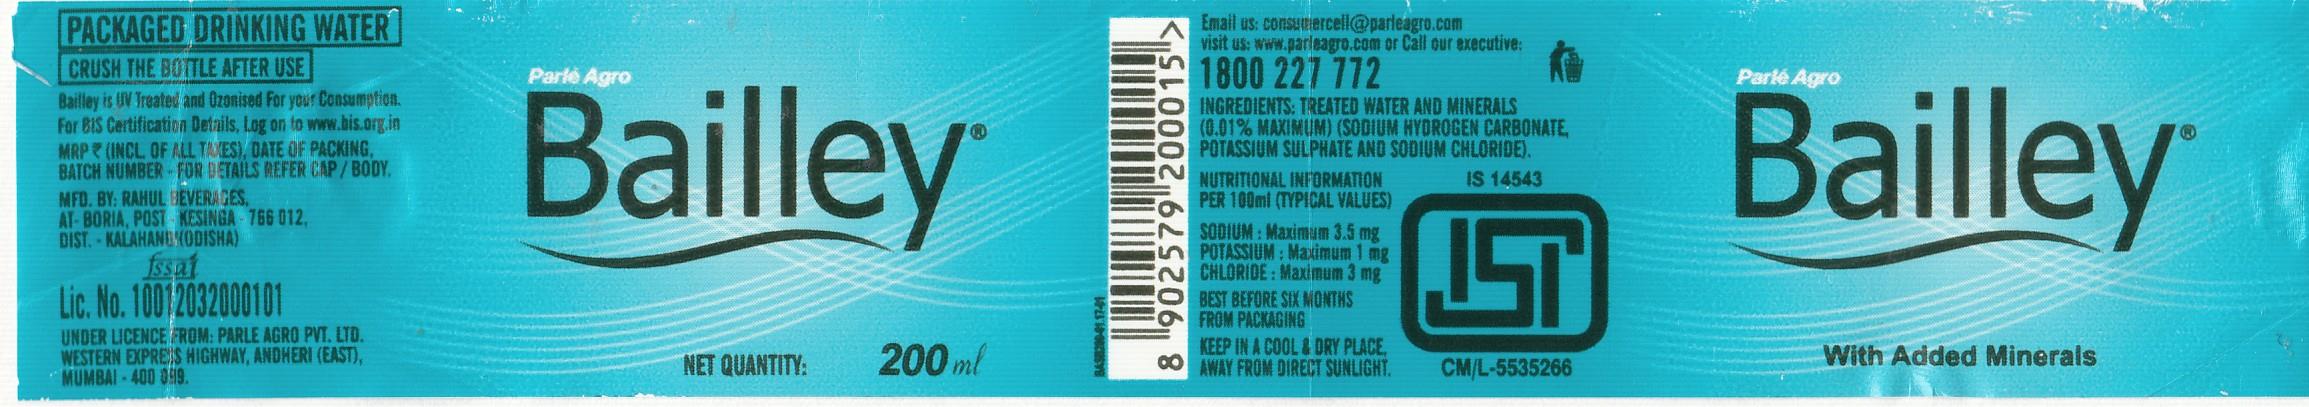 PACKAGED DRINKING WATER
CRUSH THE BOTTLE AFTER USE
Bailley is UV Treated and Ozonised For your Consumption.
For BIS Certification Details, Log on to www.bis.org.in
MRP ₹ (INCL. OF ALL TAXES), DATE OF PACKING,
BATCH NUMBER - FOR DETAILS REFER CAP / BODY.
MFD. BY: RAHUL BEVERAGES,
AT- BORIA, POST - KESINGA - 766 012,
DIST. - KALAHANDI (ODISHA)
fssai
Lic. No. 10012032000101
UNDER LICENCE FROM: PARLE AGRO PVT. LTD.
WESTERN EXPRESS HIGHWAY, ANDHERI (EAST),
MUMBAI - 400 099.
Parlé Agro
Bailley®
NET QUANTITY: 200 ml
8 902579 200015 >
Email us: consumercell@parleagro.com
visit us: www.parleagro.com or Call our executive:
1800 227 772
INGREDIENTS: TREATED WATER AND MINERALS
(0.01% MAXIMUM) (SODIUM HYDROGEN CARBONATE,
POTASSIUM SULPHATE AND SODIUM CHLORIDE).
NUTRITIONAL INFORMATION
PER 100ml (TYPICAL VALUES)
SODIUM : Maximum 3.5 mg
POTASSIUM : Maximum 1 mg
CHLORIDE : Maximum 3 mg
BEST BEFORE SIX MONTHS
FROM PACKAGING
KEEP IN A COOL & DRY PLACE,
AWAY FROM DIRECT SUNLIGHT.
IS 14543
ISI
CM/L-5535266
Parlé Agro
Bailley®
With Added Minerals